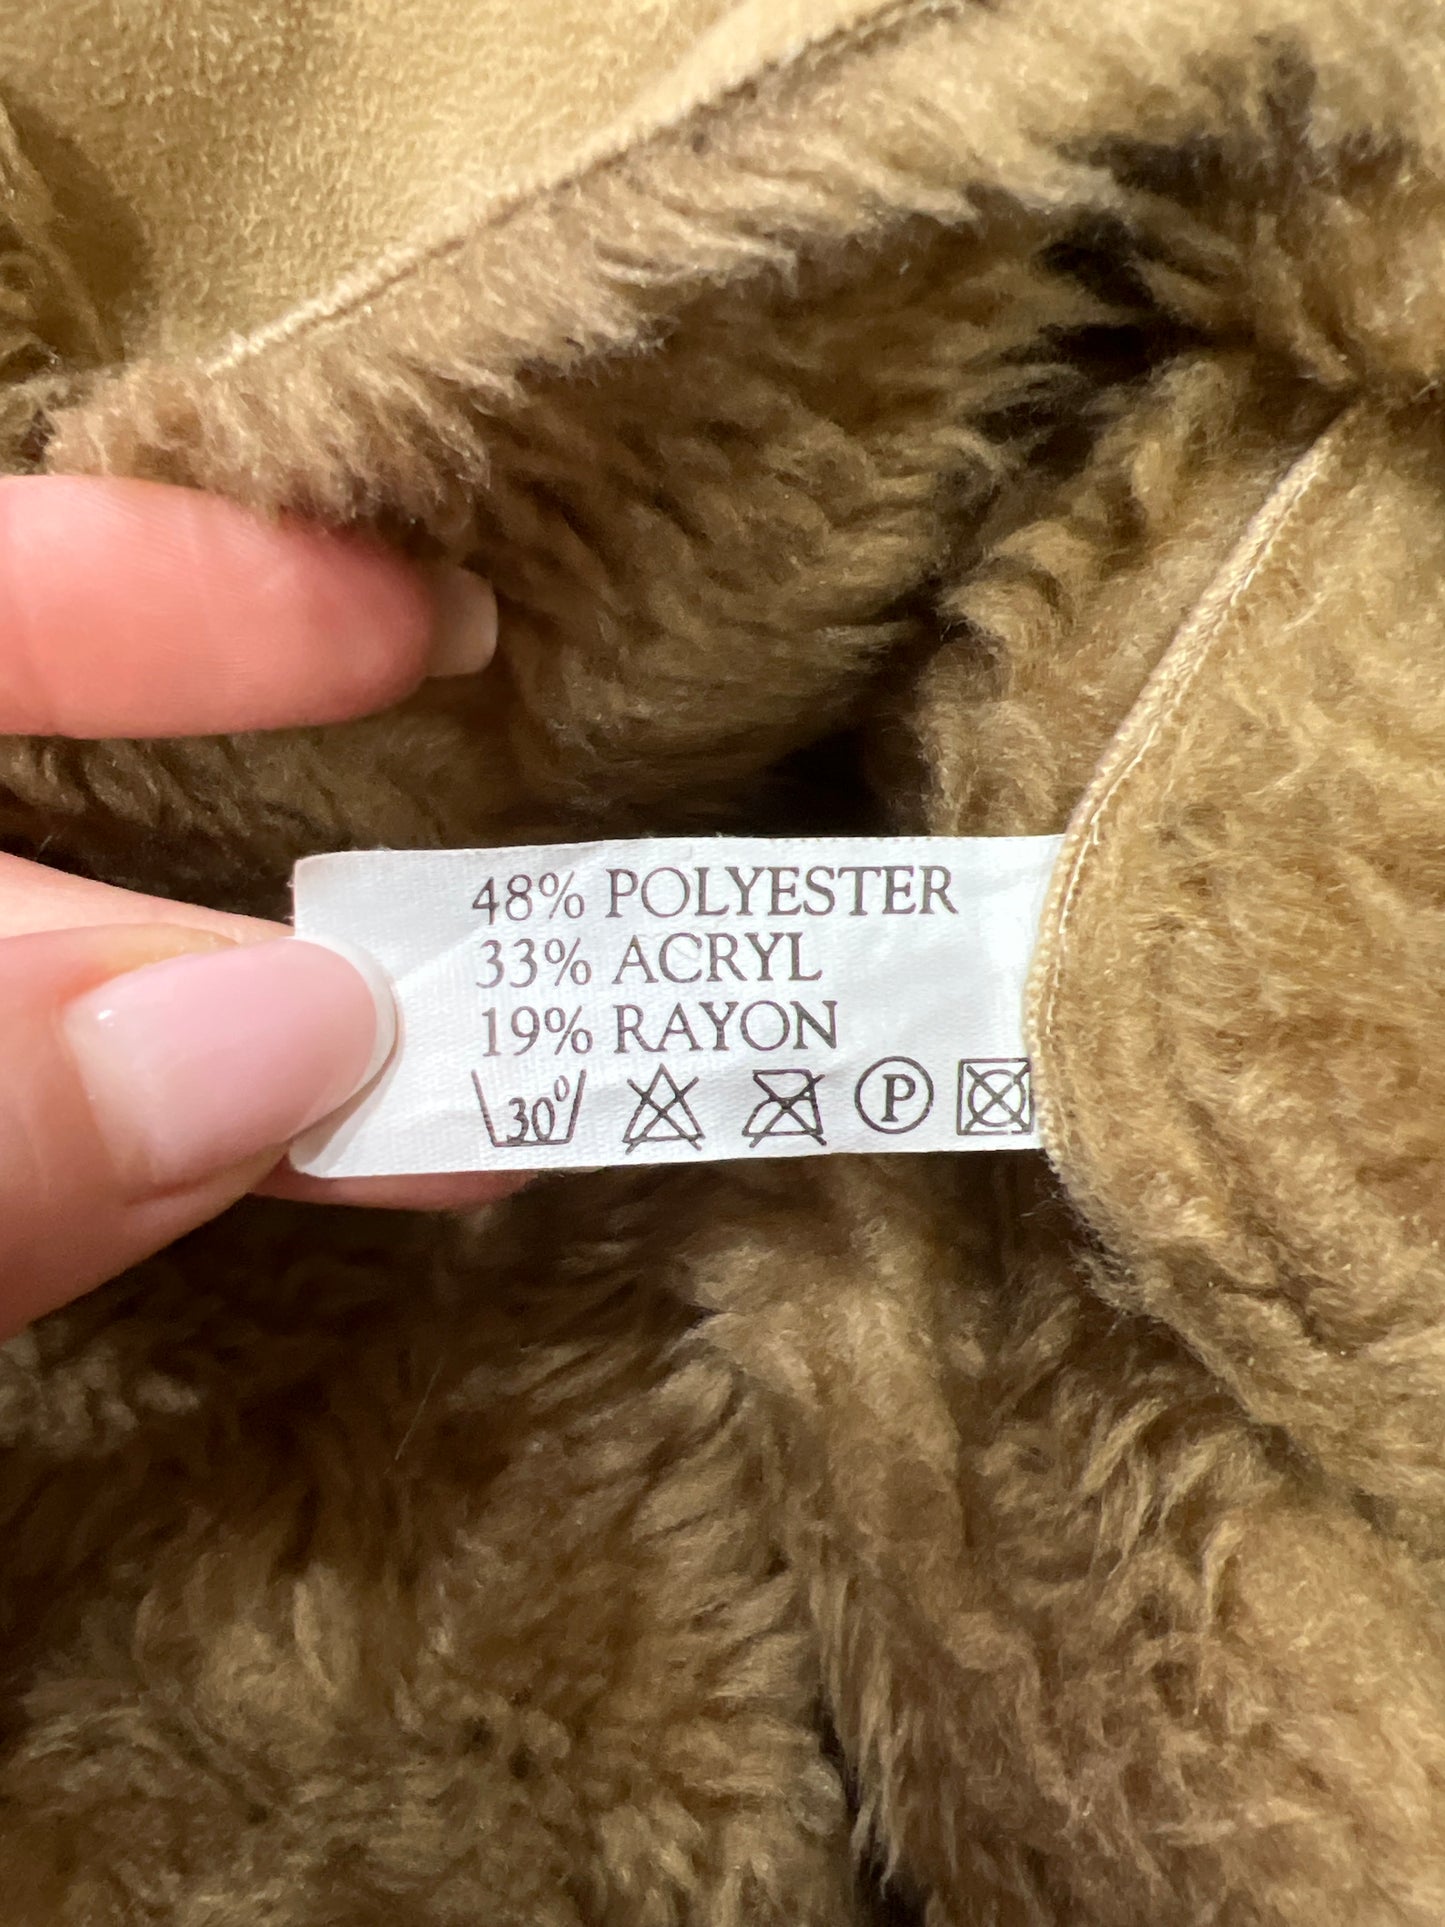 48% POLYESTER
33% ACRYL
19% RAYON
30° P